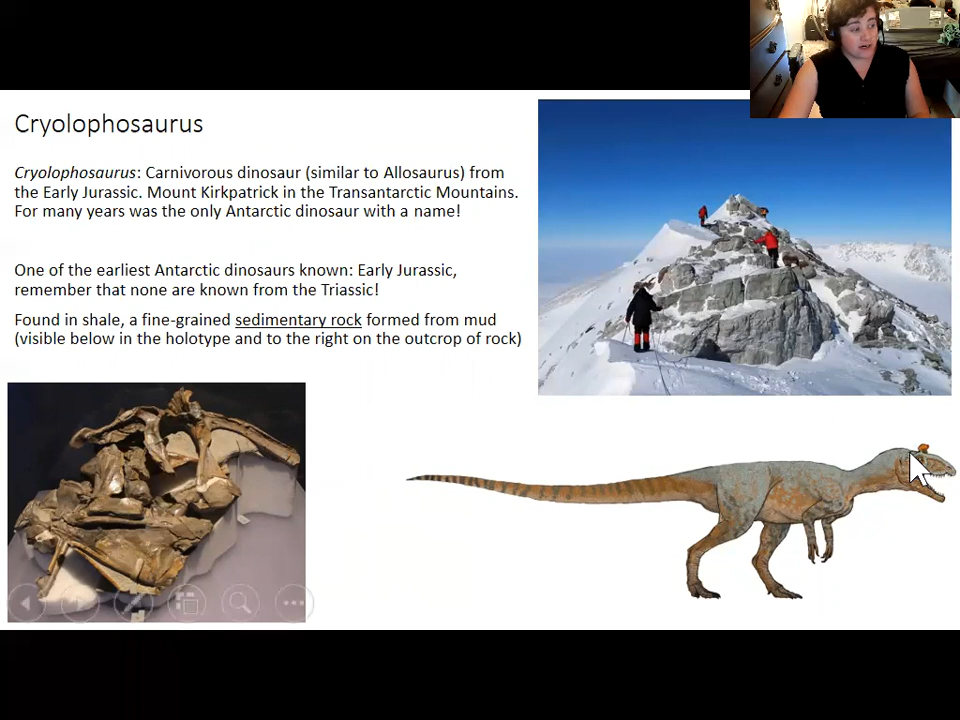 Cryolophosaurus
Cryolophosaurus: Carnivorous dinosaur (similar to Allosaurus) from
the Early Jurassic. Mount Kirkpatrick in the Transantarctic Mountains.
For many years was the only Antarctic dinosaur with a name!
One of the earliest Antarctic dinosaurs known: Early Jurassic,
remember that none are known from the Triassic!
Found in shale, a fine-grained sedimentary rock formed from mud
(visible below in the holotype and to the right on the outcrop of rock)